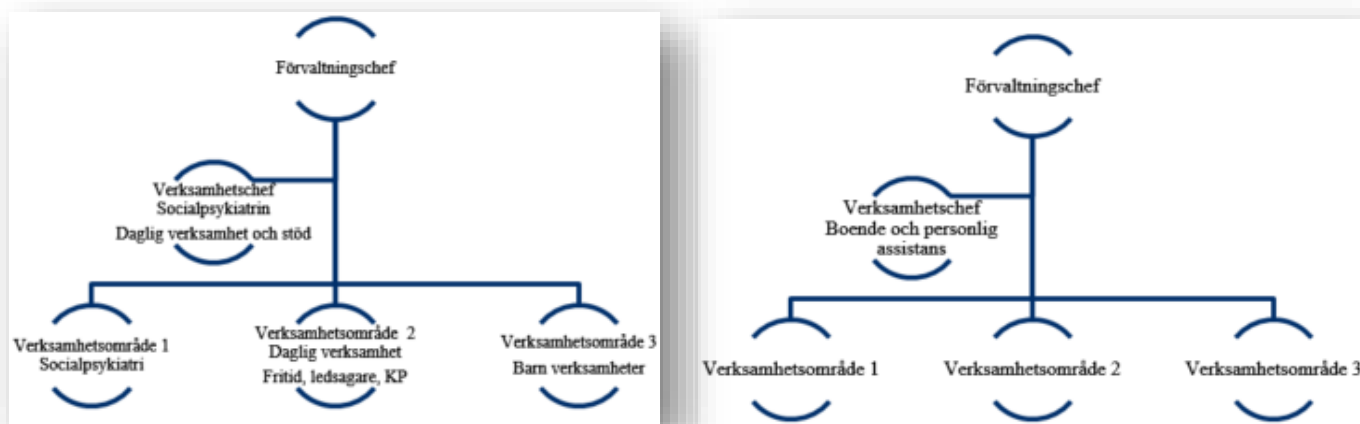 Förvaltningschef
Verksamhetschef
Socialpsykiatrin
Daglig verksamhet och stöd
Verksamhetsområde 1
Socialpsykiatri
Verksamhetsområde 2
Daglig verksamhet
Fritid, ledsagare, KP
Verksamhetsområde 3
Barn verksamheter
Förvaltningschef
Verksamhetschef
Boende och personlig
assistans
Verksamhetsområde 1
Verksamhetsområde 2
Verksamhetsområde 3